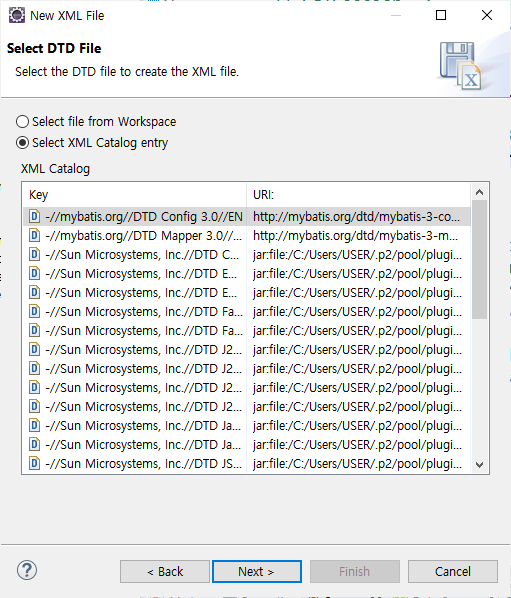 New XML File
Select DTD File
Select the DTD file to create the XML file.
Select file from Workspace
Select XML Catalog entry
XML Catalog
Key URI:
-//mybatis.org//DTD Config 3.0//EN http://mybatis.org/dtd/mybatis-3-co...
-//mybatis.org//DTD Mapper 3.0//... http://mybatis.org/dtd/mybatis-3-m...
-//Sun Microsystems, Inc.//DTD C... jar:file:/C:/Users/USER/.p2/pool/plugi...
-//Sun Microsystems, Inc.//DTD E... jar:file:/C:/Users/USER/.p2/pool/plugi...
-//Sun Microsystems, Inc.//DTD E... jar:file:/C:/Users/USER/.p2/pool/plugi...
-//Sun Microsystems, Inc.//DTD Fa... jar:file:/C:/Users/USER/.p2/pool/plugi...
-//Sun Microsystems, Inc.//DTD Fa... jar:file:/C:/Users/USER/.p2/pool/plugi...
-//Sun Microsystems, Inc.//DTD J2... jar:file:/C:/Users/USER/.p2/pool/plugi...
-//Sun Microsystems, Inc.//DTD J2... jar:file:/C:/Users/USER/.p2/pool/plugi...
-//Sun Microsystems, Inc.//DTD J2... jar:file:/C:/Users/USER/.p2/pool/plugi...
-//Sun Microsystems, Inc.//DTD J2... jar:file:/C:/Users/USER/.p2/pool/plugi...
-//Sun Microsystems, Inc.//DTD Ja... jar:file:/C:/Users/USER/.p2/pool/plugi...
-//Sun Microsystems, Inc.//DTD Ja... jar:file:/C:/Users/USER/.p2/pool/plugi...
-//Sun Microsystems, Inc.//DTD JS... jar:file:/C:/Users/USER/.p2/pool/plugi...
? < Back Next > Finish Cancel